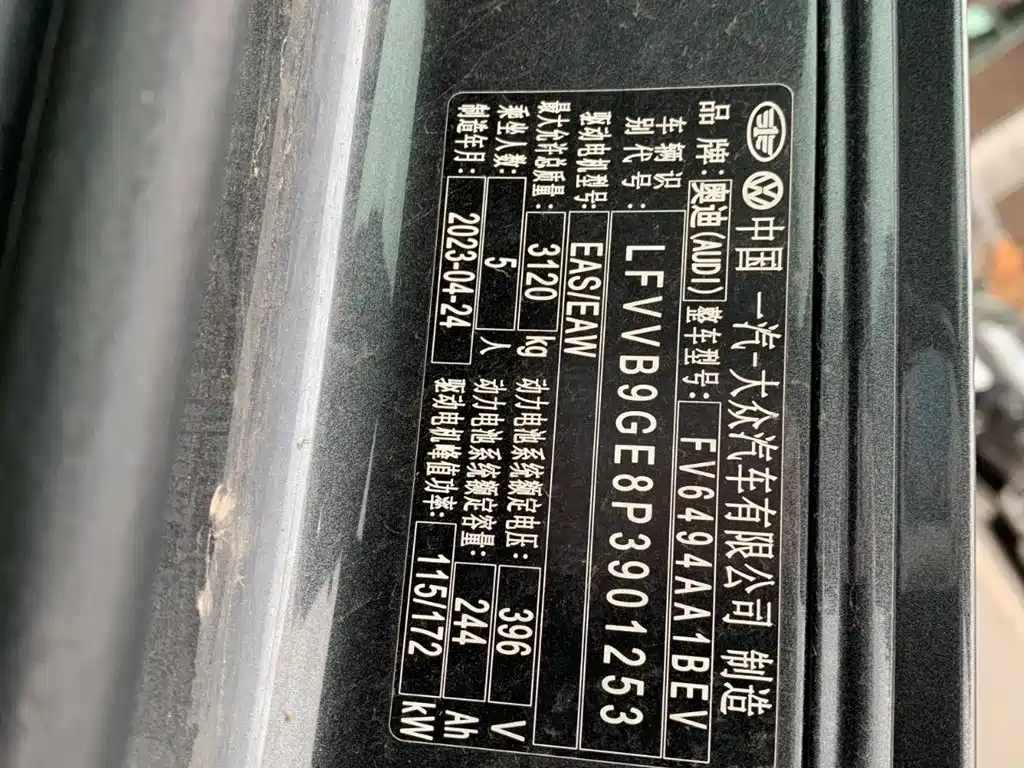 中国 一汽-大众汽车有限公司 制造
品牌: 奥迪(AUDI) 整车型号: FV6494AA1BEV
车辆识别代号: LFVVB9GE8P3901253
驱动电机型号: EAS/EAW
最大允许总质量: 3120 kg 动力电池系统额定电压: 396 V
乘坐人数: 5 人 动力电池系统额定容量: 244 Ah
制造年月: 2023-04-24 驱动电机峰值功率: 115/172 kW